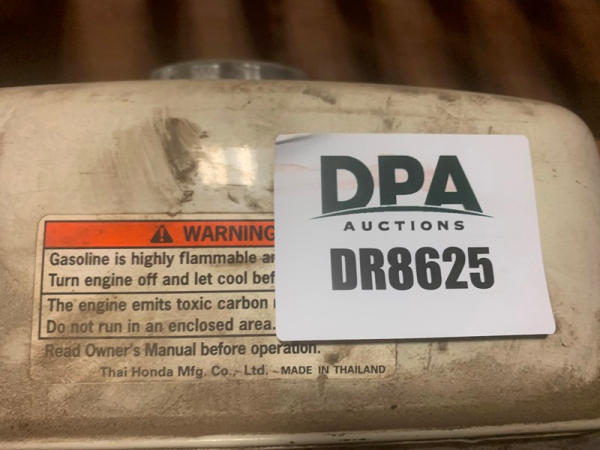 DPA
AUCTIONS
DR8625
WARNING
Gasoline is highly flammable
Turn engine off and let cool
The engine emits toxic carbon
Do not run in an enclosed area.
Read Owner's Manual before operation.
Thai Honda Mfg. Co., Ltd. MADE IN THAILAND